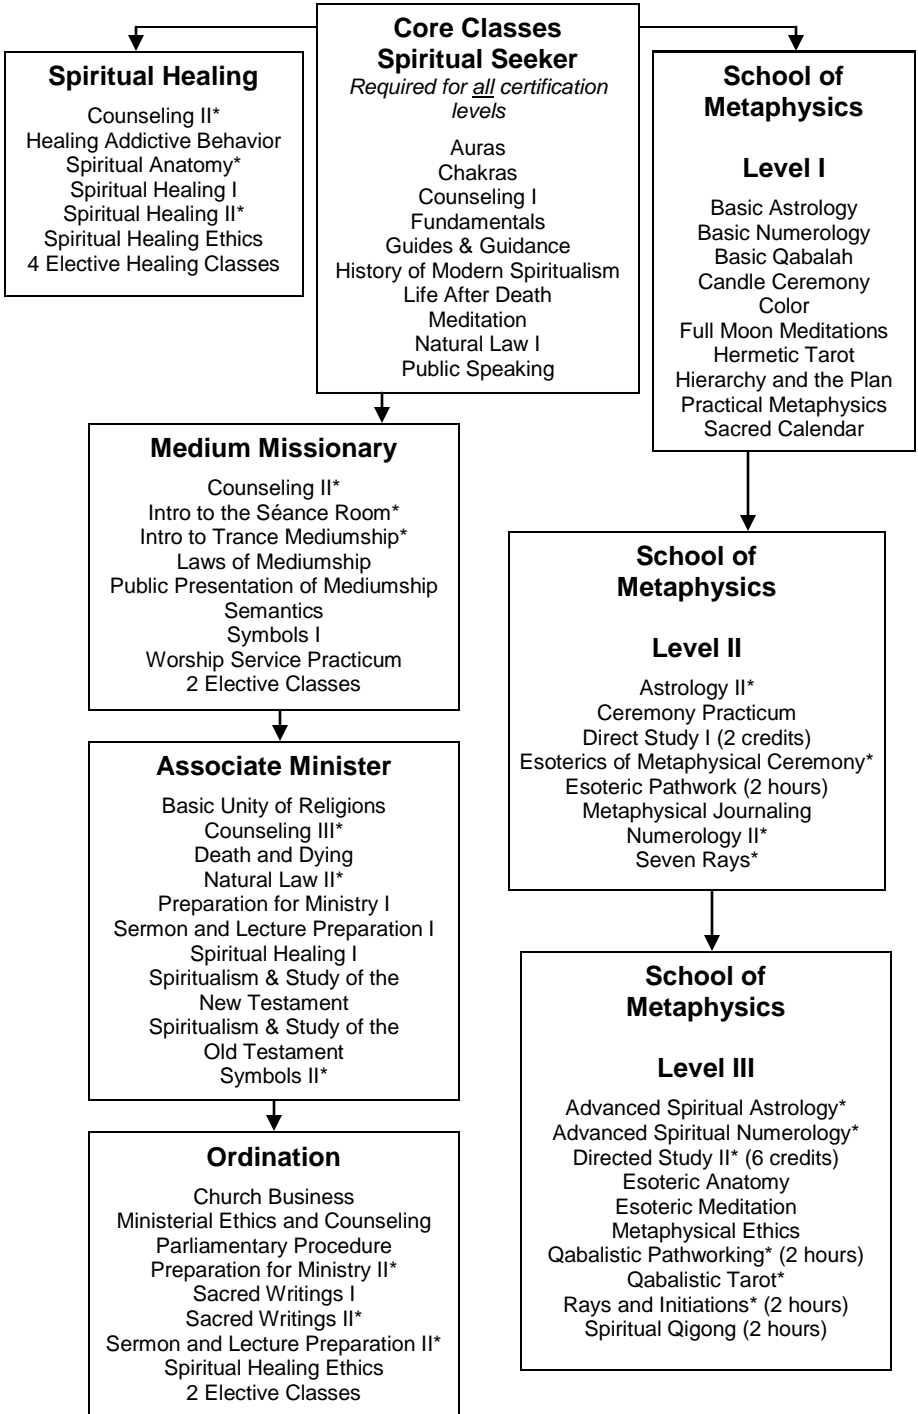 Core Classes
Spiritual Seeker
Required for all certification
levels
Auras
Chakras
Counseling I
Fundamentals
Guides & Guidance
History of Modern Spiritualism
Life After Death
Meditation
Natural Law I
Public Speaking
Spiritual Healing
Counseling II*
Healing Addictive Behavior
Spiritual Anatomy*
Spiritual Healing I
Spiritual Healing II*
Spiritual Healing Ethics
4 Elective Healing Classes
Medium Missionary
Counseling II*
Intro to the Séance Room*
Intro to Trance Mediumship*
Laws of Mediumship
Public Presentation of Mediumship
Semantics
Symbols I
Worship Service Practicum
2 Elective Classes
Associate Minister
Basic Unity of Religions
Counseling III*
Death and Dying
Natural Law II*
Preparation for Ministry I
Sermon and Lecture Preparation I
Spiritual Healing I
Spiritualism & Study of the
New Testament
Spiritualism & Study of the
Old Testament
Symbols II*
Ordination
Church Business
Ministerial Ethics and Counseling
Parliamentary Procedure
Preparation for Ministry II*
Sacred Writings I
Sacred Writings II*
Sermon and Lecture Preparation II*
Spiritual Healing Ethics
2 Elective Classes
School of
Metaphysics
Level I
Basic Astrology
Basic Numerology
Basic Qabalah
Candle Ceremony
Color
Full Moon Meditations
Hermetic Tarot
Hierarchy and the Plan
Practical Metaphysics
Sacred Calendar
School of
Metaphysics
Level II
Astrology II*
Ceremony Practicum
Direct Study I (2 credits)
Esoterics of Metaphysical Ceremony*
Esoteric Pathwork (2 hours)
Metaphysical Journaling
Numerology II*
Seven Rays*
School of
Metaphysics
Level III
Advanced Spiritual Astrology*
Advanced Spiritual Numerology*
Directed Study II* (6 credits)
Esoteric Anatomy
Esoteric Meditation
Metaphysical Ethics
Qabalistic Pathworking* (2 hours)
Qabalistic Tarot*
Rays and Initiations* (2 hours)
Spiritual Qigong (2 hours)